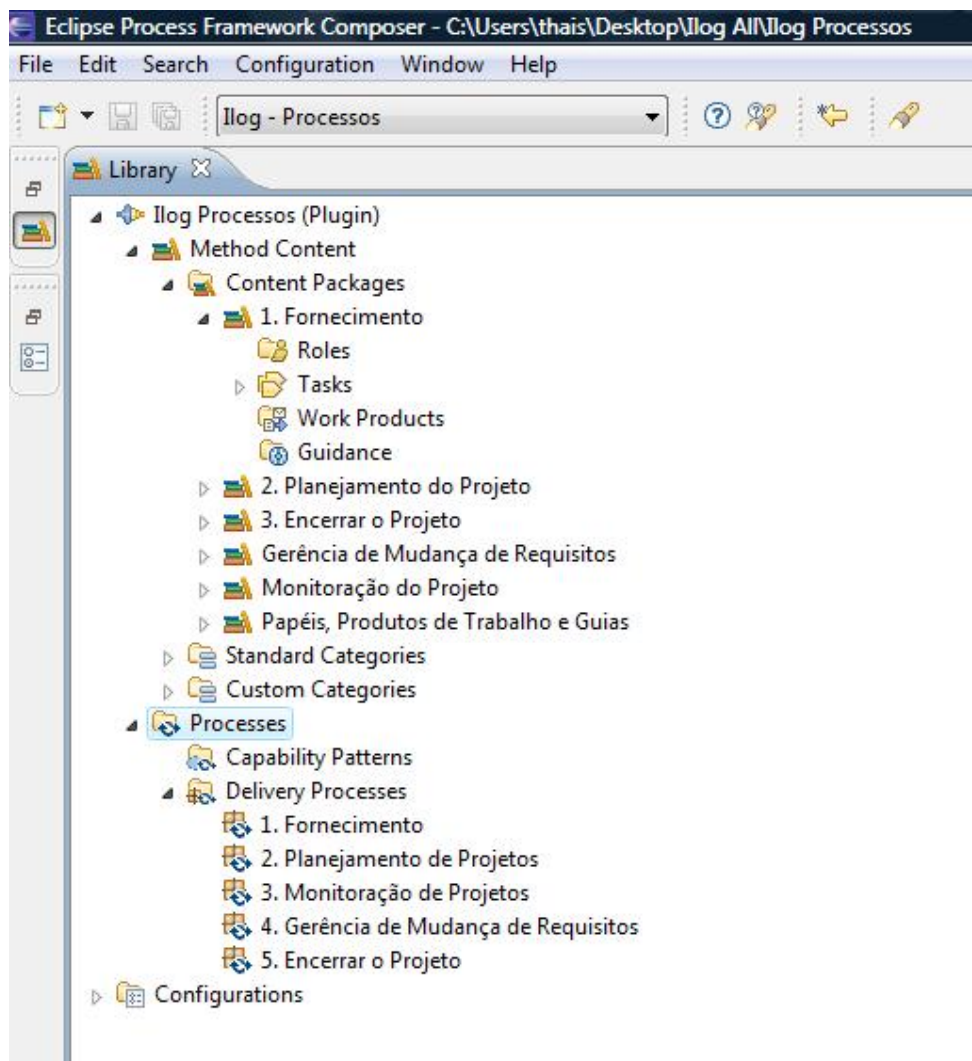 Eclipse Process Framework Composer - C:\Users\thais\Desktop\Ilog All\Ilog Processos
File Edit Search Configuration Window Help
Ilog - Processos
Library
Ilog Processos (Plugin)
Method Content
Content Packages
1. Fornecimento
Roles
Tasks
Work Products
Guidance
2. Planejamento do Projeto
3. Encerrar o Projeto
Gerência de Mudança de Requisitos
Monitoração do Projeto
Papéis, Produtos de Trabalho e Guias
Standard Categories
Custom Categories
Processes
Capability Patterns
Delivery Processes
1. Fornecimento
2. Planejamento de Projetos
3. Monitoração de Projetos
4. Gerência de Mudança de Requisitos
5. Encerrar o Projeto
Configurations